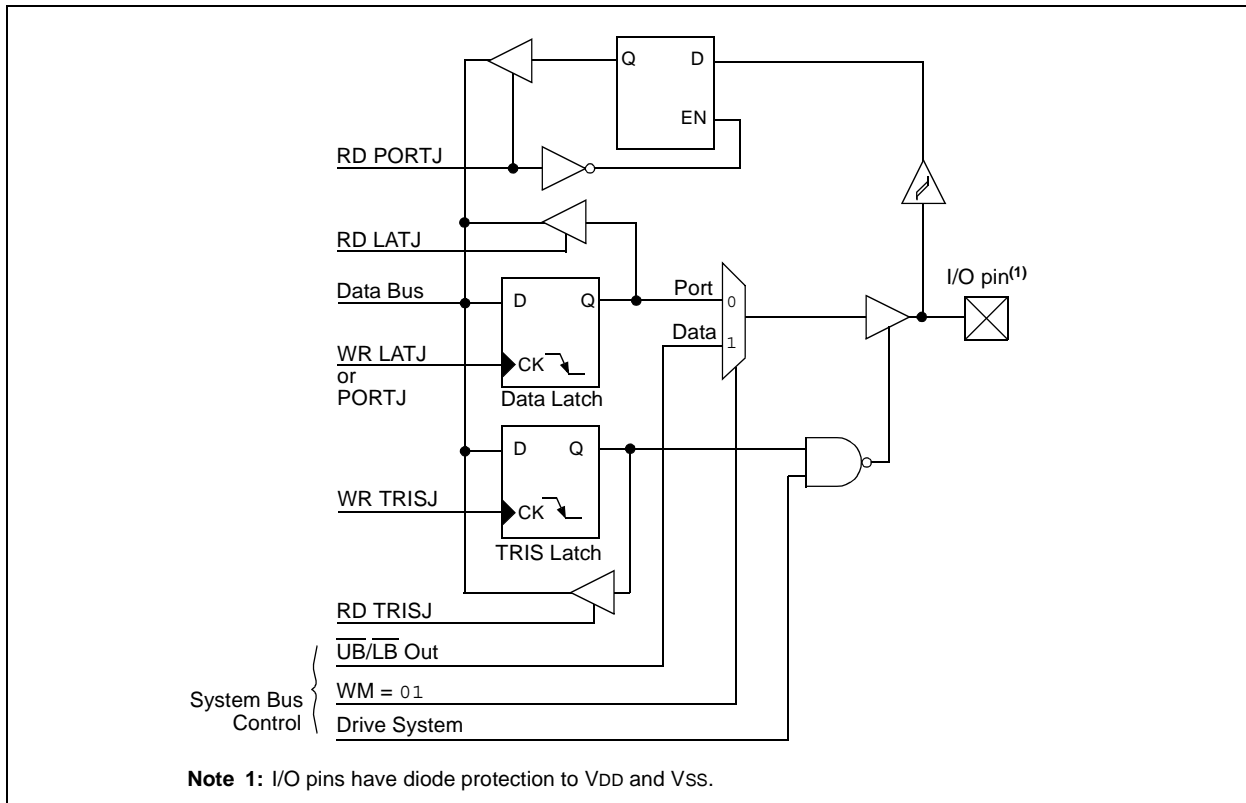 Q D
EN
RD PORTJ
RD LATJ
I/O pin(1)
Data Bus
D Q
Port
0
Data
1
WR LATJ
or
PORTJ
CK
Data Latch
D Q
WR TRISJ
CK
TRIS Latch
RD TRISJ
UB/LB Out
WM = 01
System Bus
Control
Drive System
Note 1: I/O pins have diode protection to VDD and VSS.